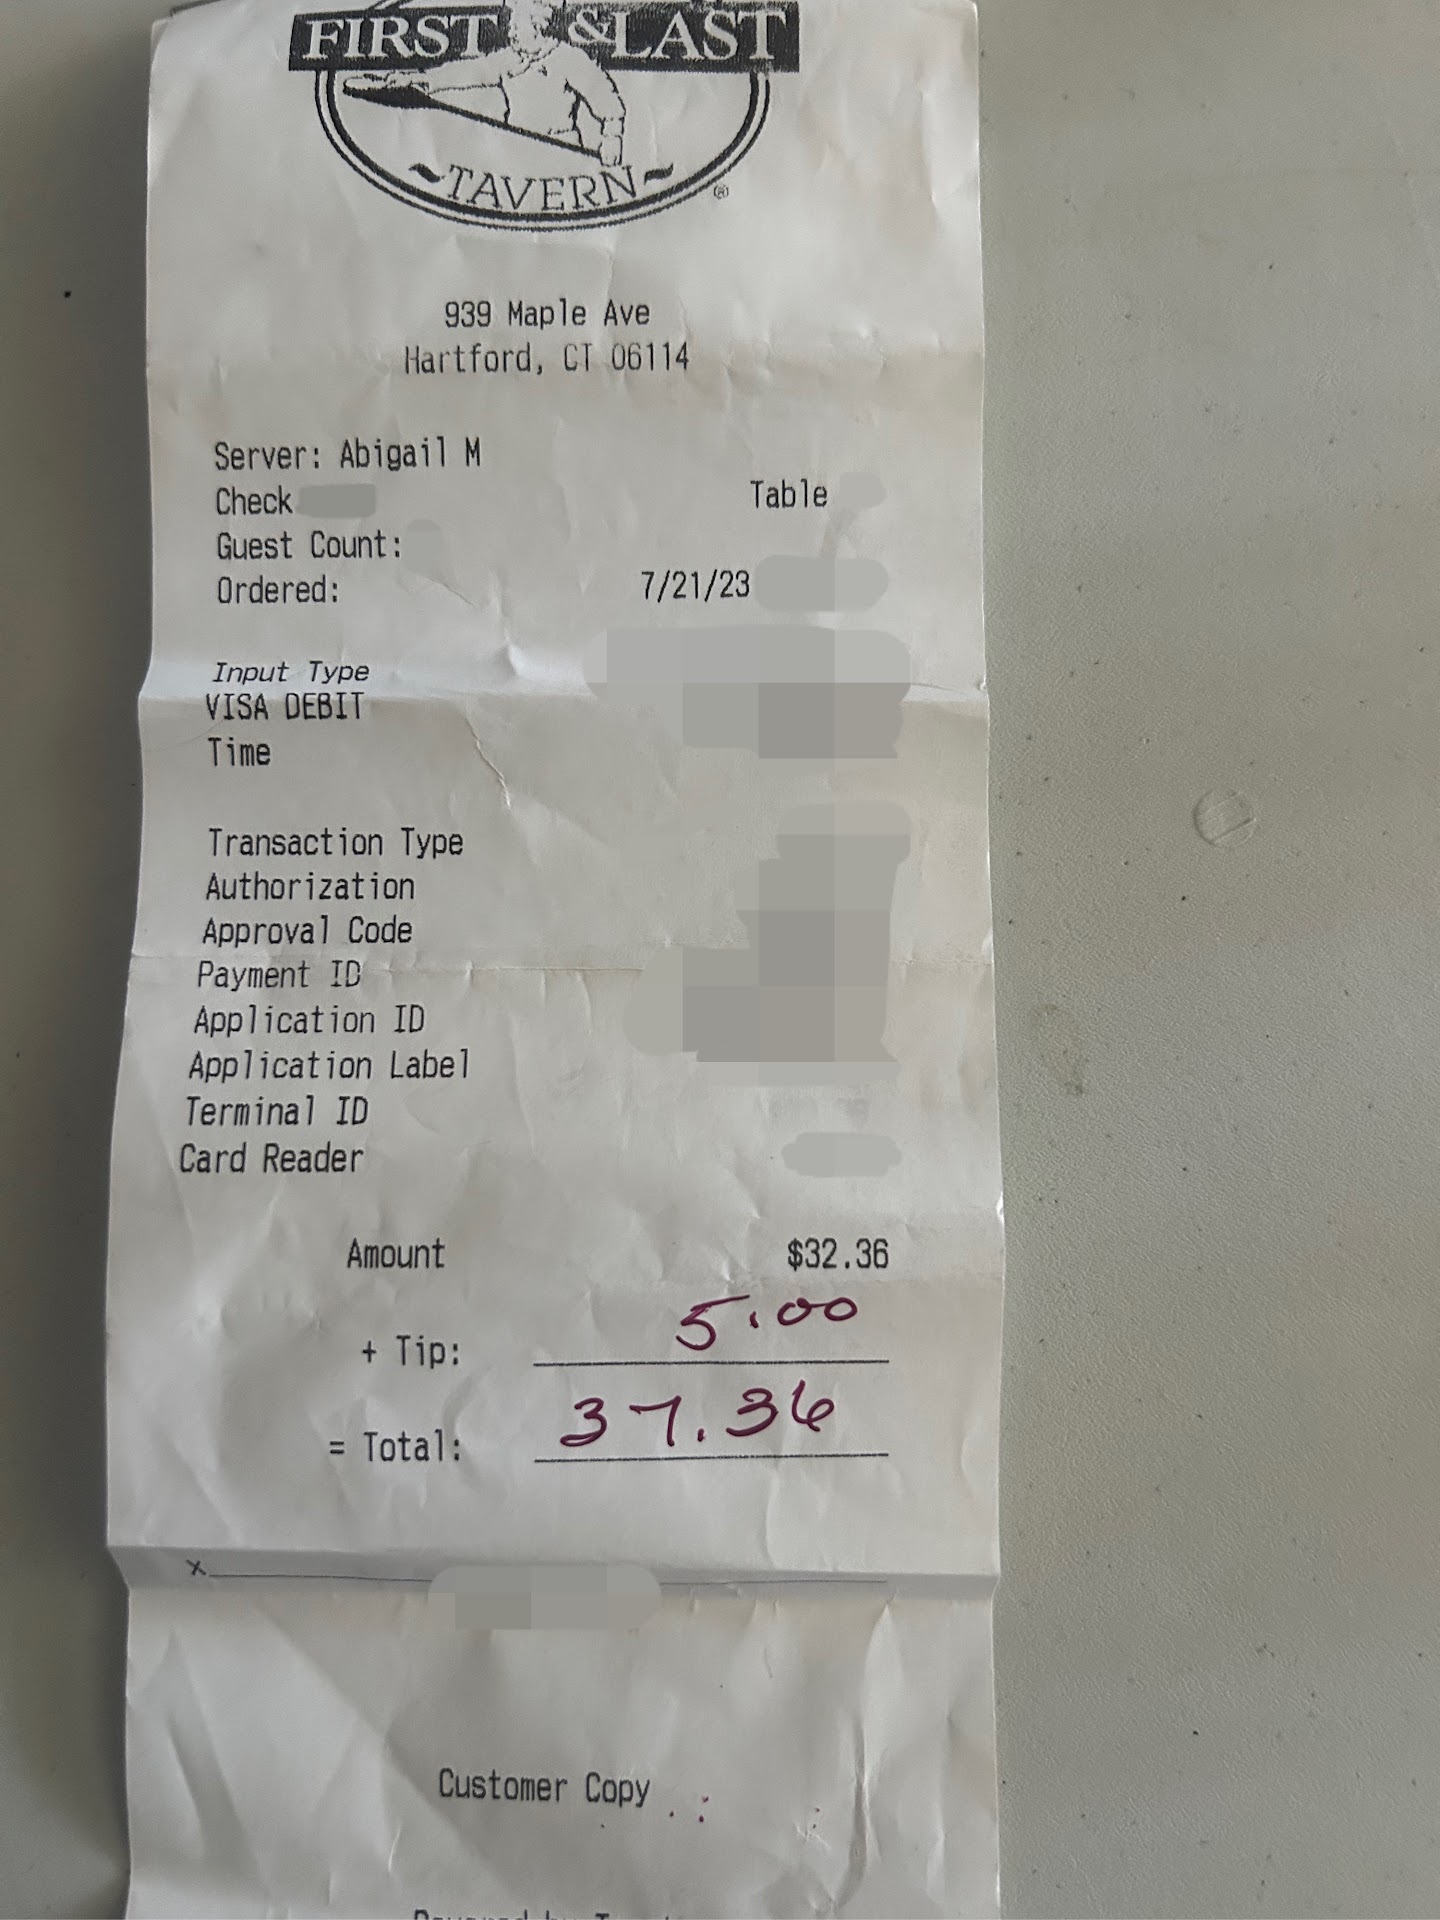 FIRST &LAST
~TAVERN~ ®
939 Maple Ave
Hartford, CT 06114
Server: Abigail M
Check Table
Guest Count:
Ordered: 7/21/23
Input Type
VISA DEBIT
Time
Transaction Type
Authorization
Approval Code
Payment ID
Application ID
Application Label
Terminal ID
Card Reader
Amount $32.36
+ Tip: 5.00
= Total: 37.36
x
Customer Copy